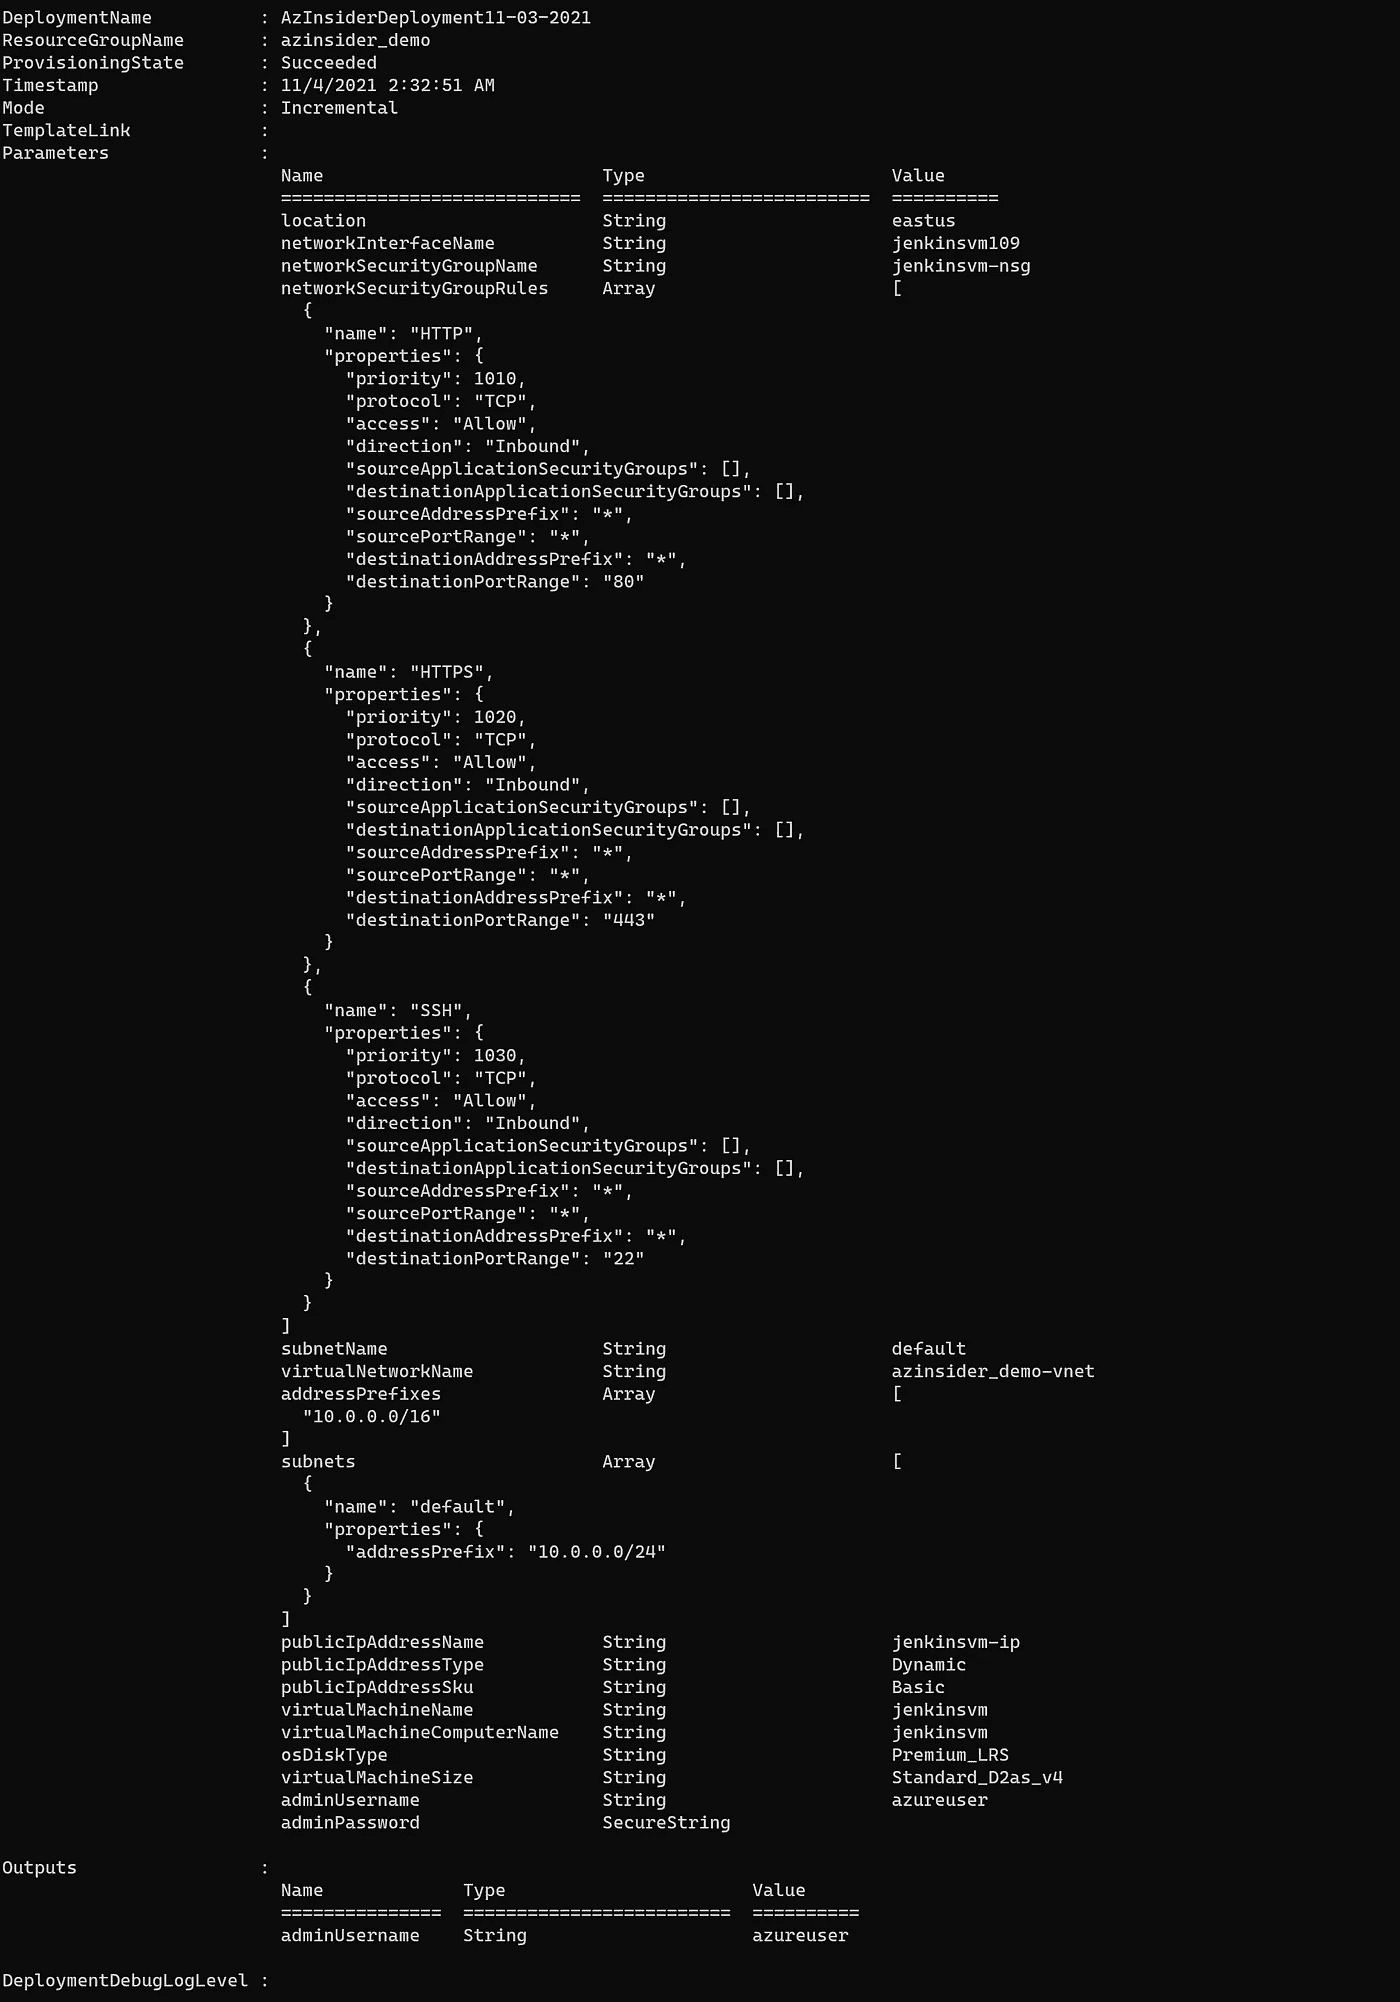 DeploymentName          : AzInsiderDeployment11-03-2021
ResourceGroupName       : azinsider_demo
ProvisioningState       : Succeeded
Timestamp               : 11/4/2021 2:32:51 AM
Mode                    : Incremental
TemplateLink            :
Parameters              :
                          Name                          Type                       Value
                          ============================  =========================  ==========
                          location                      String                     eastus
                          networkInterfaceName          String                     jenkinsvm109
                          networkSecurityGroupName      String                     jenkinsvm-nsg
                          networkSecurityGroupRules     Array                      [
                            {
                              "name": "HTTP",
                              "properties": {
                                "priority": 1010,
                                "protocol": "TCP",
                                "access": "Allow",
                                "direction": "Inbound",
                                "sourceApplicationSecurityGroups": [],
                                "destinationApplicationSecurityGroups": [],
                                "sourceAddressPrefix": "*",
                                "sourcePortRange": "*",
                                "destinationAddressPrefix": "*",
                                "destinationPortRange": "80"
                              }
                            },
                            {
                              "name": "HTTPS",
                              "properties": {
                                "priority": 1020,
                                "protocol": "TCP",
                                "access": "Allow",
                                "direction": "Inbound",
                                "sourceApplicationSecurityGroups": [],
                                "destinationApplicationSecurityGroups": [],
                                "sourceAddressPrefix": "*",
                                "sourcePortRange": "*",
                                "destinationAddressPrefix": "*",
                                "destinationPortRange": "443"
                              }
                            },
                            {
                              "name": "SSH",
                              "properties": {
                                "priority": 1030,
                                "protocol": "TCP",
                                "access": "Allow",
                                "direction": "Inbound",
                                "sourceApplicationSecurityGroups": [],
                                "destinationApplicationSecurityGroups": [],
                                "sourceAddressPrefix": "*",
                                "sourcePortRange": "*",
                                "destinationAddressPrefix": "*",
                                "destinationPortRange": "22"
                              }
                            }
                          ]
                          subnetName                    String                     default
                          virtualNetworkName            String                     azinsider_demo-vnet
                          addressPrefixes               Array                      [
                            "10.0.0.0/16"
                          ]
                          subnets                       Array                      [
                            {
                              "name": "default",
                              "properties": {
                                "addressPrefix": "10.0.0.0/24"
                              }
                            }
                          ]
                          publicIpAddressName           String                     jenkinsvm-ip
                          publicIpAddressType           String                     Dynamic
                          publicIpAddressSku            String                     Basic
                          virtualMachineName            String                     jenkinsvm
                          virtualMachineComputerName    String                     jenkinsvm
                          osDiskType                    String                     Premium_LRS
                          virtualMachineSize            String                     Standard_D2as_v4
                          adminUsername                 String                     azureuser
                          adminPassword                 SecureString
Outputs                 :
                          Name             Type                       Value
                          ===============  =========================  ==========
                          adminUsername    String                     azureuser
DeploymentDebugLogLevel :